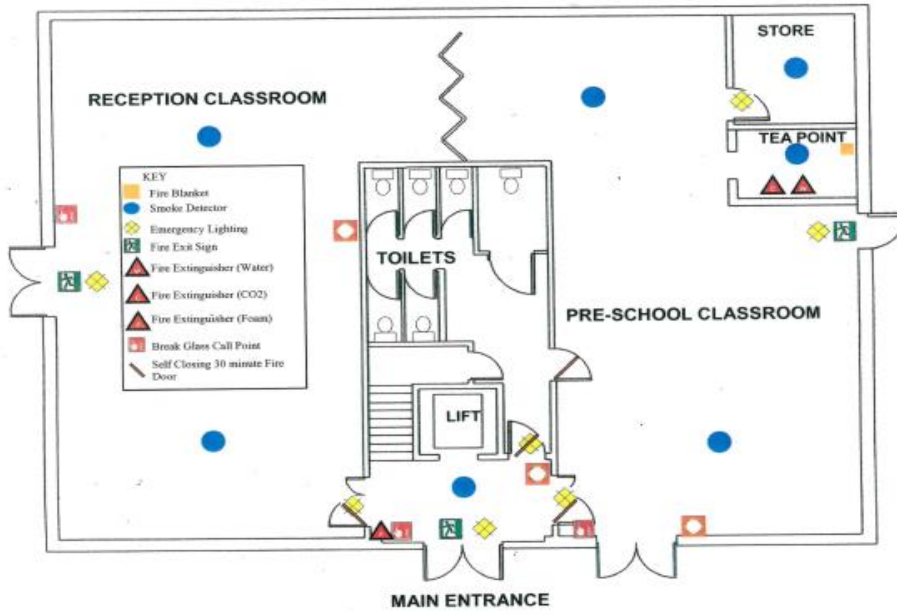 STORE
RECEPTION CLASSROOM
TEA POINT
KEY
Fire Blanket
Smoke Detector
Emergency Lighting
Fire Exit Sign
Fire Extinguisher (Water)
Fire Extinguisher (CO2)
Fire Extinguisher (Foam)
Break Glass Call Point
Self Closing 30 minute Fire
Door
TOILETS
PRE-SCHOOL CLASSROOM
LIFT
MAIN ENTRANCE